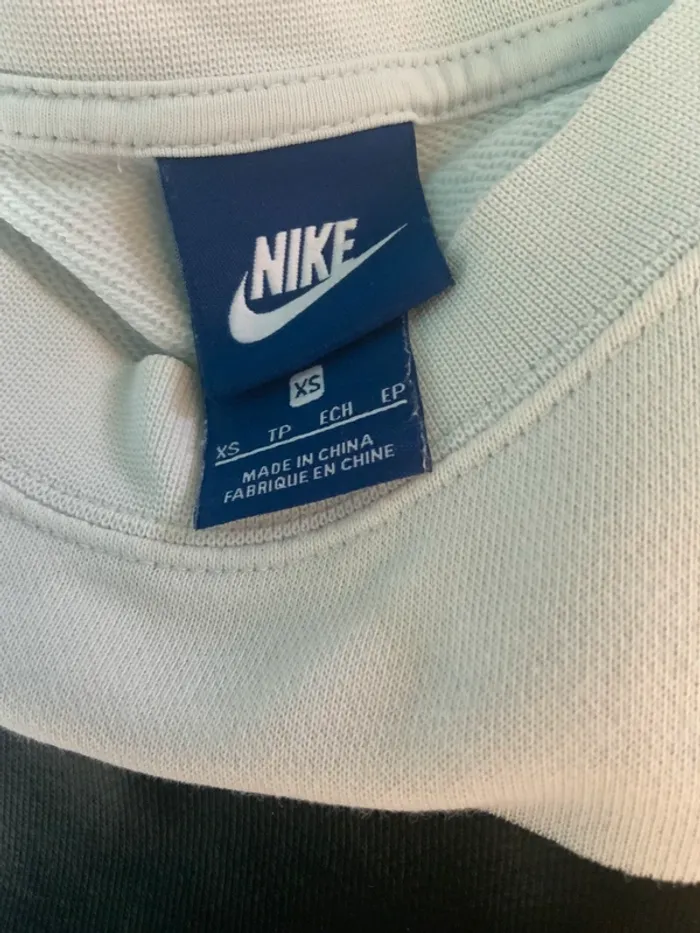 NIKE
XS
XS TP ECH EP
MADE IN CHINA
FABRIQUE EN CHINE